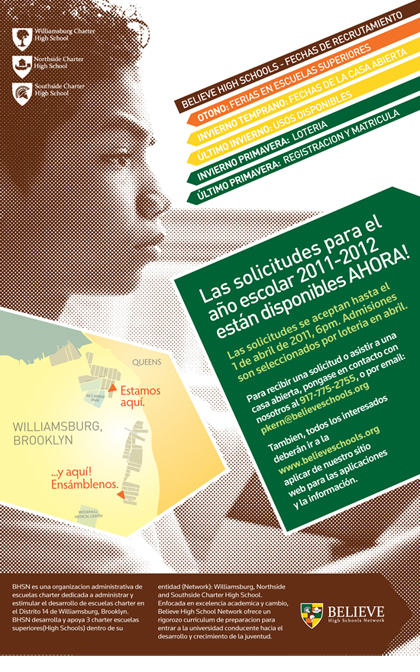 Williamsburg Charter
High School
Northside Charter
High School
Southside Charter
High School
BELIEVE HIGH SCHOOLS - FECHAS DE RECRUTAMIENTO
OTONO: FERIAS EN ESCUELAS SUPERIORES
INVIERNO TEMPRANO: FECHAS DE LA CASA ABIERTA
ÚLTIMO INVIERNO: USOS DISPONIBLES
INVIERNO PRIMAVERA: LOTERIA
ÚLTIMO PRIMAVERA: REGISTRACION Y MATRICULA
Las solicitudes para el
año escolar 2011-2012
están disponibles AHORA!
Las solicitudes se aceptan hasta el
1 de abril de 2011, 6pm. Admisiones
son seleccionados por loteria en abril.
Para recibir una solicitud o asistir a una
casa abierta, pongase en contacto con
nosotros al 917-775-2755, o por email:
pkern@believeschools.org
Tambien, todos los interesados
deberán ir a la
www.believeschools.org
aplicar de nuestro sitio
web para las aplicaciones
y la información.
QUEENS
Estamos
aquí.
WILLIAMSBURG,
BROOKLYN
...y aquí!
Ensámblenos.
WOODHULL
MEDICAL CENTER
BHSN es una organizacion administrativa de
escuelas charter dedicada a administrar y
estimular el desarrollo de escuelas charter en
el Distrito 14 de Williamsburg, Brooklyn.
BHSN desarrolla y apoya 3 charter escuelas
superiores(High Schools) dentro de su
entidad (Network): Williamsburg, Northside
and Southside Charter High School.
Enfocada en excelencia academica y cambio,
Believe High School Network ofrece un
rigorozo curriculum de preparacion para
entrar a la universidad conducente hacia el
desarrollo y crecimiento de la juventud.
BELIEVE
High Schools Network